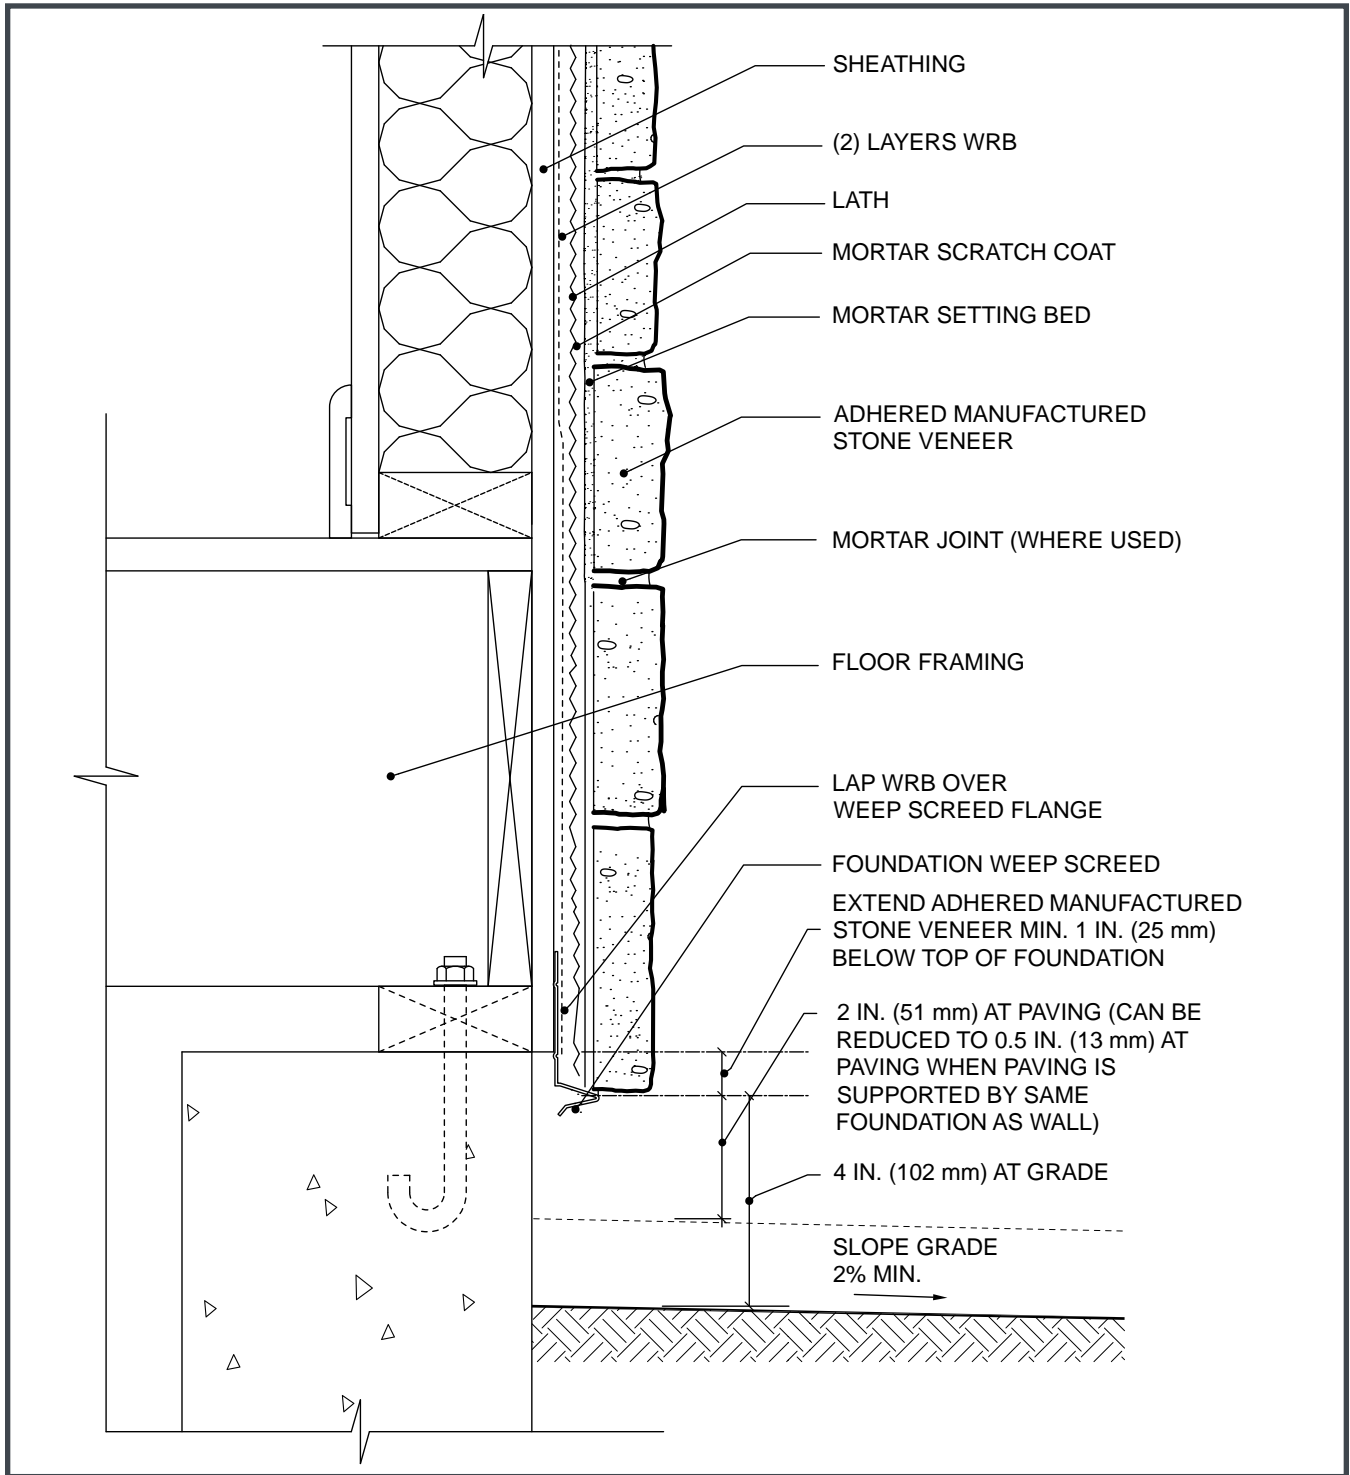 SHEATHING
(2) LAYERS WRB
LATH
MORTAR SCRATCH COAT
MORTAR SETTING BED
ADHERED MANUFACTURED
STONE VENEER
MORTAR JOINT (WHERE USED)
FLOOR FRAMING
LAP WRB OVER
WEEP SCREED FLANGE
FOUNDATION WEEP SCREED
EXTEND ADHERED MANUFACTURED
STONE VENEER MIN. 1 IN. (25 mm)
BELOW TOP OF FOUNDATION
2 IN. (51 mm) AT PAVING (CAN BE
REDUCED TO 0.5 IN. (13 mm) AT
PAVING WHEN PAVING IS
SUPPORTED BY SAME
FOUNDATION AS WALL)
4 IN. (102 mm) AT GRADE
SLOPE GRADE
2% MIN.